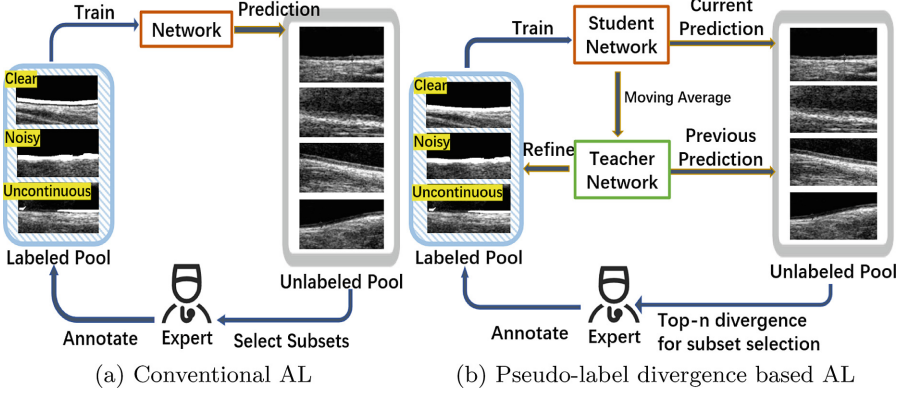 Train
Network
Prediction
Clear
Noisy
Uncontinuous
Labeled Pool
Unlabeled Pool
Annotate
Expert
Select Subsets
(a) Conventional AL
Train
Student
Network
Current
Prediction
Clear
Noisy
Uncontinuous
Moving Average
Refine
Teacher
Network
Previous
Prediction
Labeled Pool
Unlabeled Pool
Annotate
Expert
Top-n divergence
for subset selection
(b) Pseudo-label divergence based AL